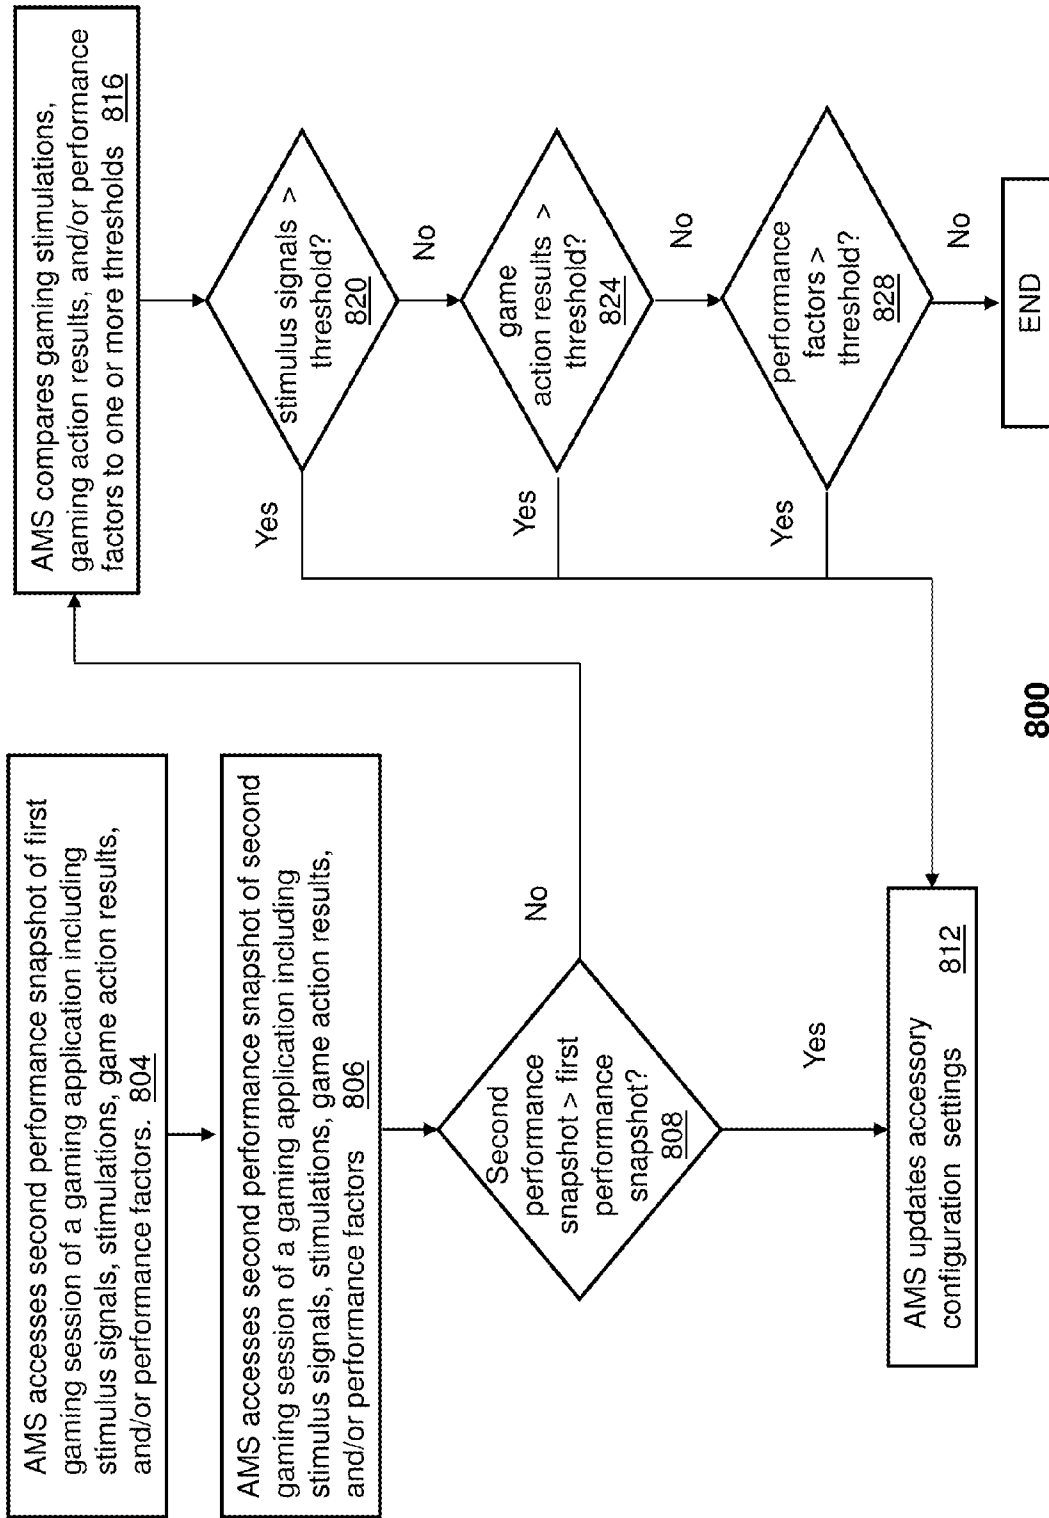 AMS accesses second performance snapshot of first
gaming session of a gaming application including
stimulus signals, stimulations, game action results,
and/or performance factors. 804
AMS accesses second performance snapshot of second
gaming session of a gaming application including
stimulus signals, stimulations, game action results,
and/or performance factors 806
Second
performance
snapshot > first
performance
snapshot?
808
No
Yes
AMS updates accessory
configuration settings 812
AMS compares gaming stimulations,
gaming action results, and/or performance
factors to one or more thresholds 816
stimulus signals >
threshold?
820
Yes
No
game
action results >
threshold?
824
Yes
No
performance
factors >
threshold?
828
Yes
No
END
800